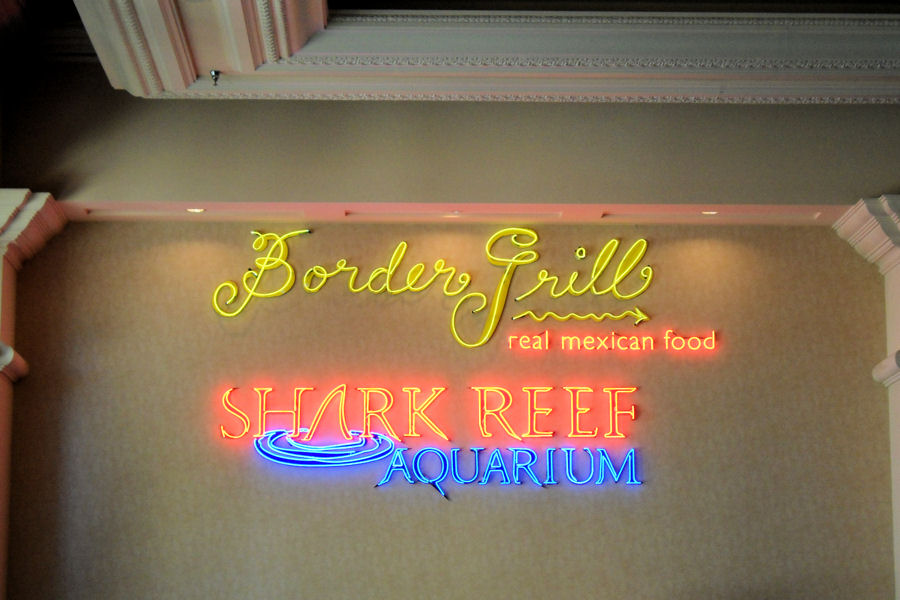 Border Grill
real mexican food
SHARK REEF
AQUARIUM